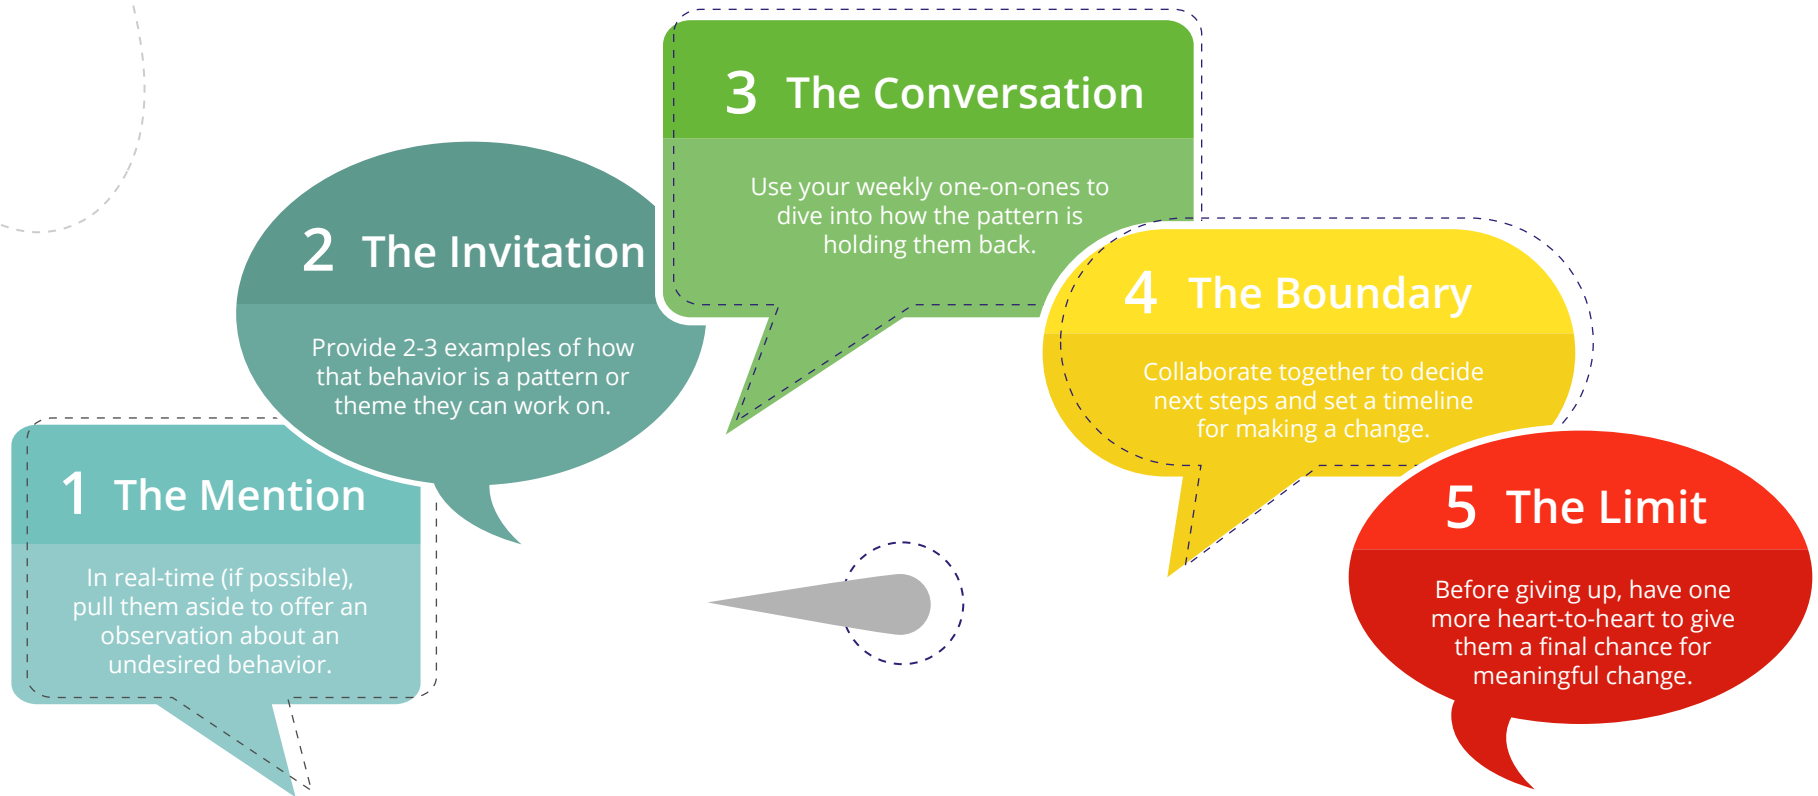 1 The Mention
In real-time (if possible),
pull them aside to offer an
observation about an
undesired behavior.
2 The Invitation
Provide 2-3 examples of how
that behavior is a pattern or
theme they can work on.
3 The Conversation
Use your weekly one-on-ones to
dive into how the pattern is
holding them back.
4 The Boundary
Collaborate together to decide
next steps and set a timeline
for making a change.
5 The Limit
Before giving up, have one
more heart-to-heart to give
them a final chance for
meaningful change.